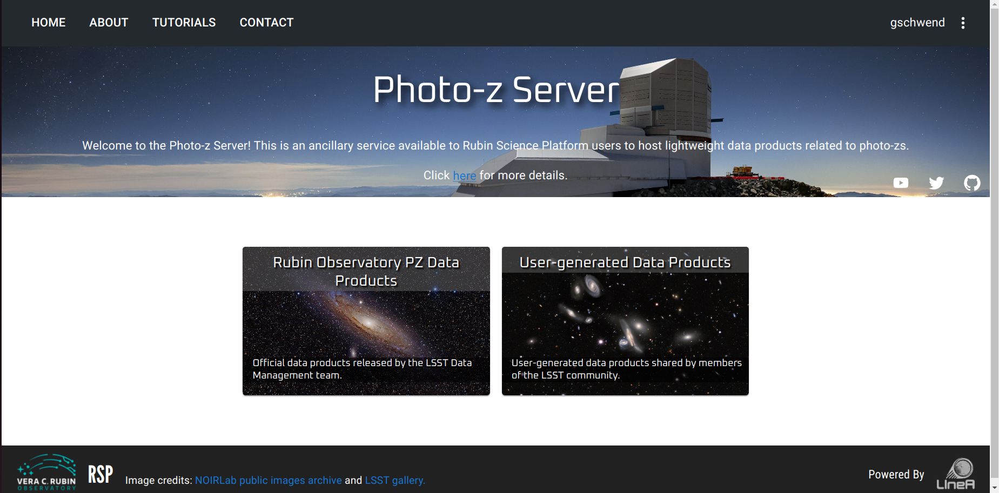 HOME ABOUT TUTORIALS CONTACT gschwend
Photo-z Server
Welcome to the Photo-z Server! This is an ancillary service available to Rubin Science Platform users to host lightweight data products related to photo-zs.
Click here for more details.
Rubin Observatory PZ Data
Products
Official data products released by the LSST Data
Management team.
User-generated Data Products
User-generated data products shared by members
of the LSST community.
VERA C. RUBIN
OBSERVATORY
RSP
Image credits: NOIRLab public images archive and LSST gallery.
Powered By
LIneA